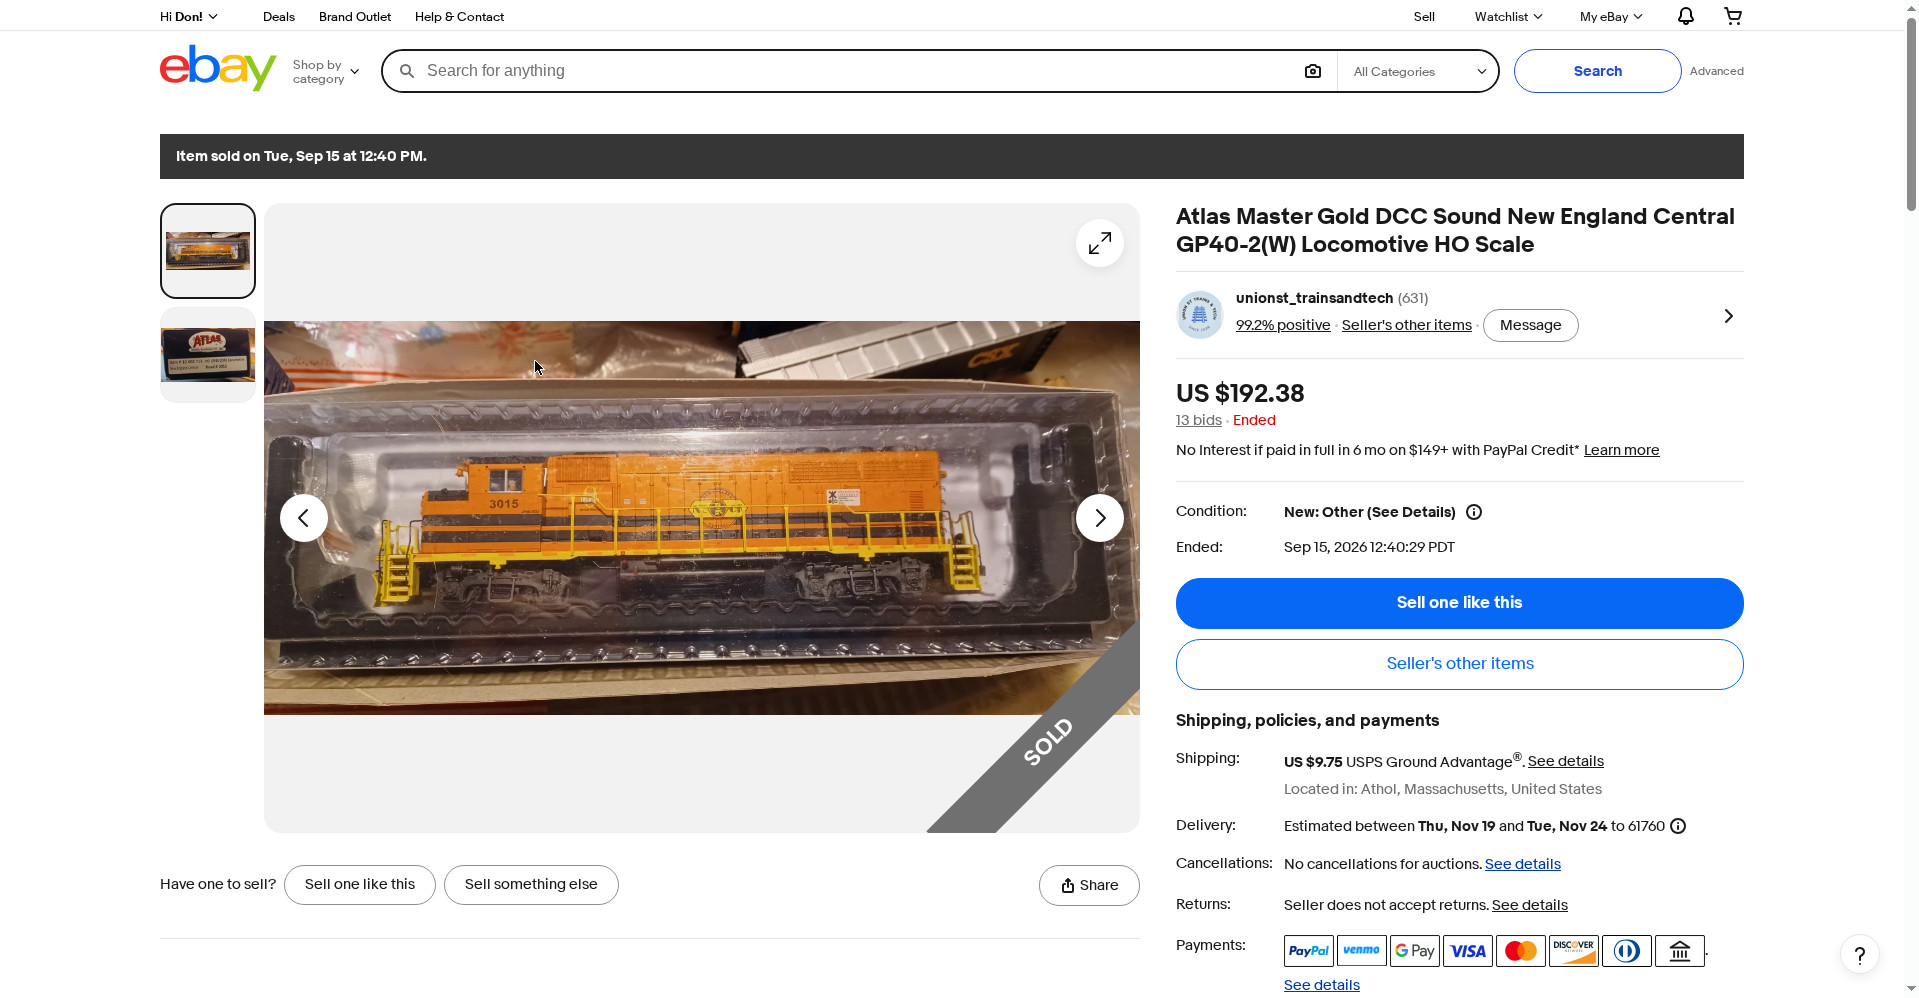 Hi Don!
Deals
Brand Outlet
Help & Contact
Sell
Watchlist
My eBay
ebay
Shop by
category
Search for anything
All Categories
Search
Advanced
Item sold on Tue, Sep 15 at 12:40 PM.
ATLAS
3015
SOLD
Have one to sell?
Sell one like this
Sell something else
Share
Atlas Master Gold DCC Sound New England Central
GP40-2(W) Locomotive HO Scale
unionst_trainsandtech (631)
99.2% positive · Seller's other items · Message
US $192.38
13 bids · Ended
No Interest if paid in full in 6 mo on $149+ with PayPal Credit* Learn more
Condition: New: Other (See Details)
Ended: Sep 15, 2026 12:40:29 PDT
Sell one like this
Seller's other items
Shipping, policies, and payments
Shipping: US $9.75 USPS Ground Advantage®. See details
Located in: Athol, Massachusetts, United States
Delivery: Estimated between Thu, Nov 19 and Tue, Nov 24 to 61760
Cancellations: No cancellations for auctions. See details
Returns: Seller does not accept returns. See details
Payments: PayPal venmo G Pay VISA DISCOVER .
See details
?